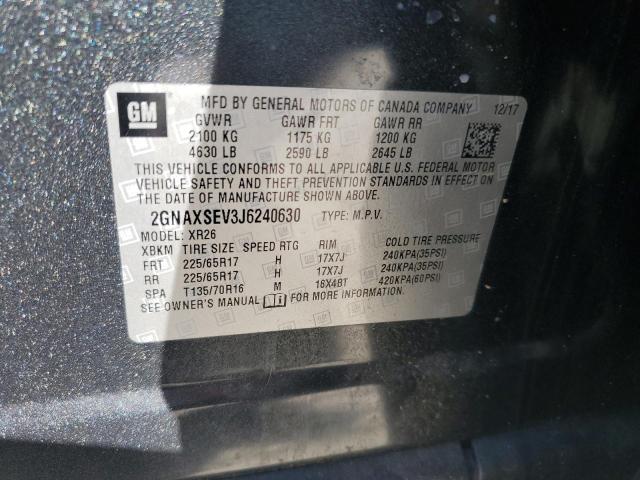 GM
MFD BY GENERAL MOTORS OF CANADA COMPANY 12/17
GVWR GAWR FRT GAWR RR
2100 KG 1175 KG 1200 KG
4630 LB 2590 LB 2645 LB
THIS VEHICLE CONFORMS TO ALL APPLICABLE U.S. FEDERAL MOTOR
VEHICLE SAFETY AND THEFT PREVENTION STANDARDS IN EFFECT ON
THE DATE OF MANUFACTURE SHOWN ABOVE.
2GNAXSEV3J6240630 TYPE: M.P.V.
MODEL: XR26
XBKM TIRE SIZE SPEED RTG RIM COLD TIRE PRESSURE
FRT 225/65R17 H 17X7J 240KPA(35PSI)
RR 225/65R17 H 17X7J 240KPA(35PSI)
SPA T135/70R16 M 16X4BT 420KPA(60PSI)
SEE OWNER'S MANUAL FOR MORE INFORMATION